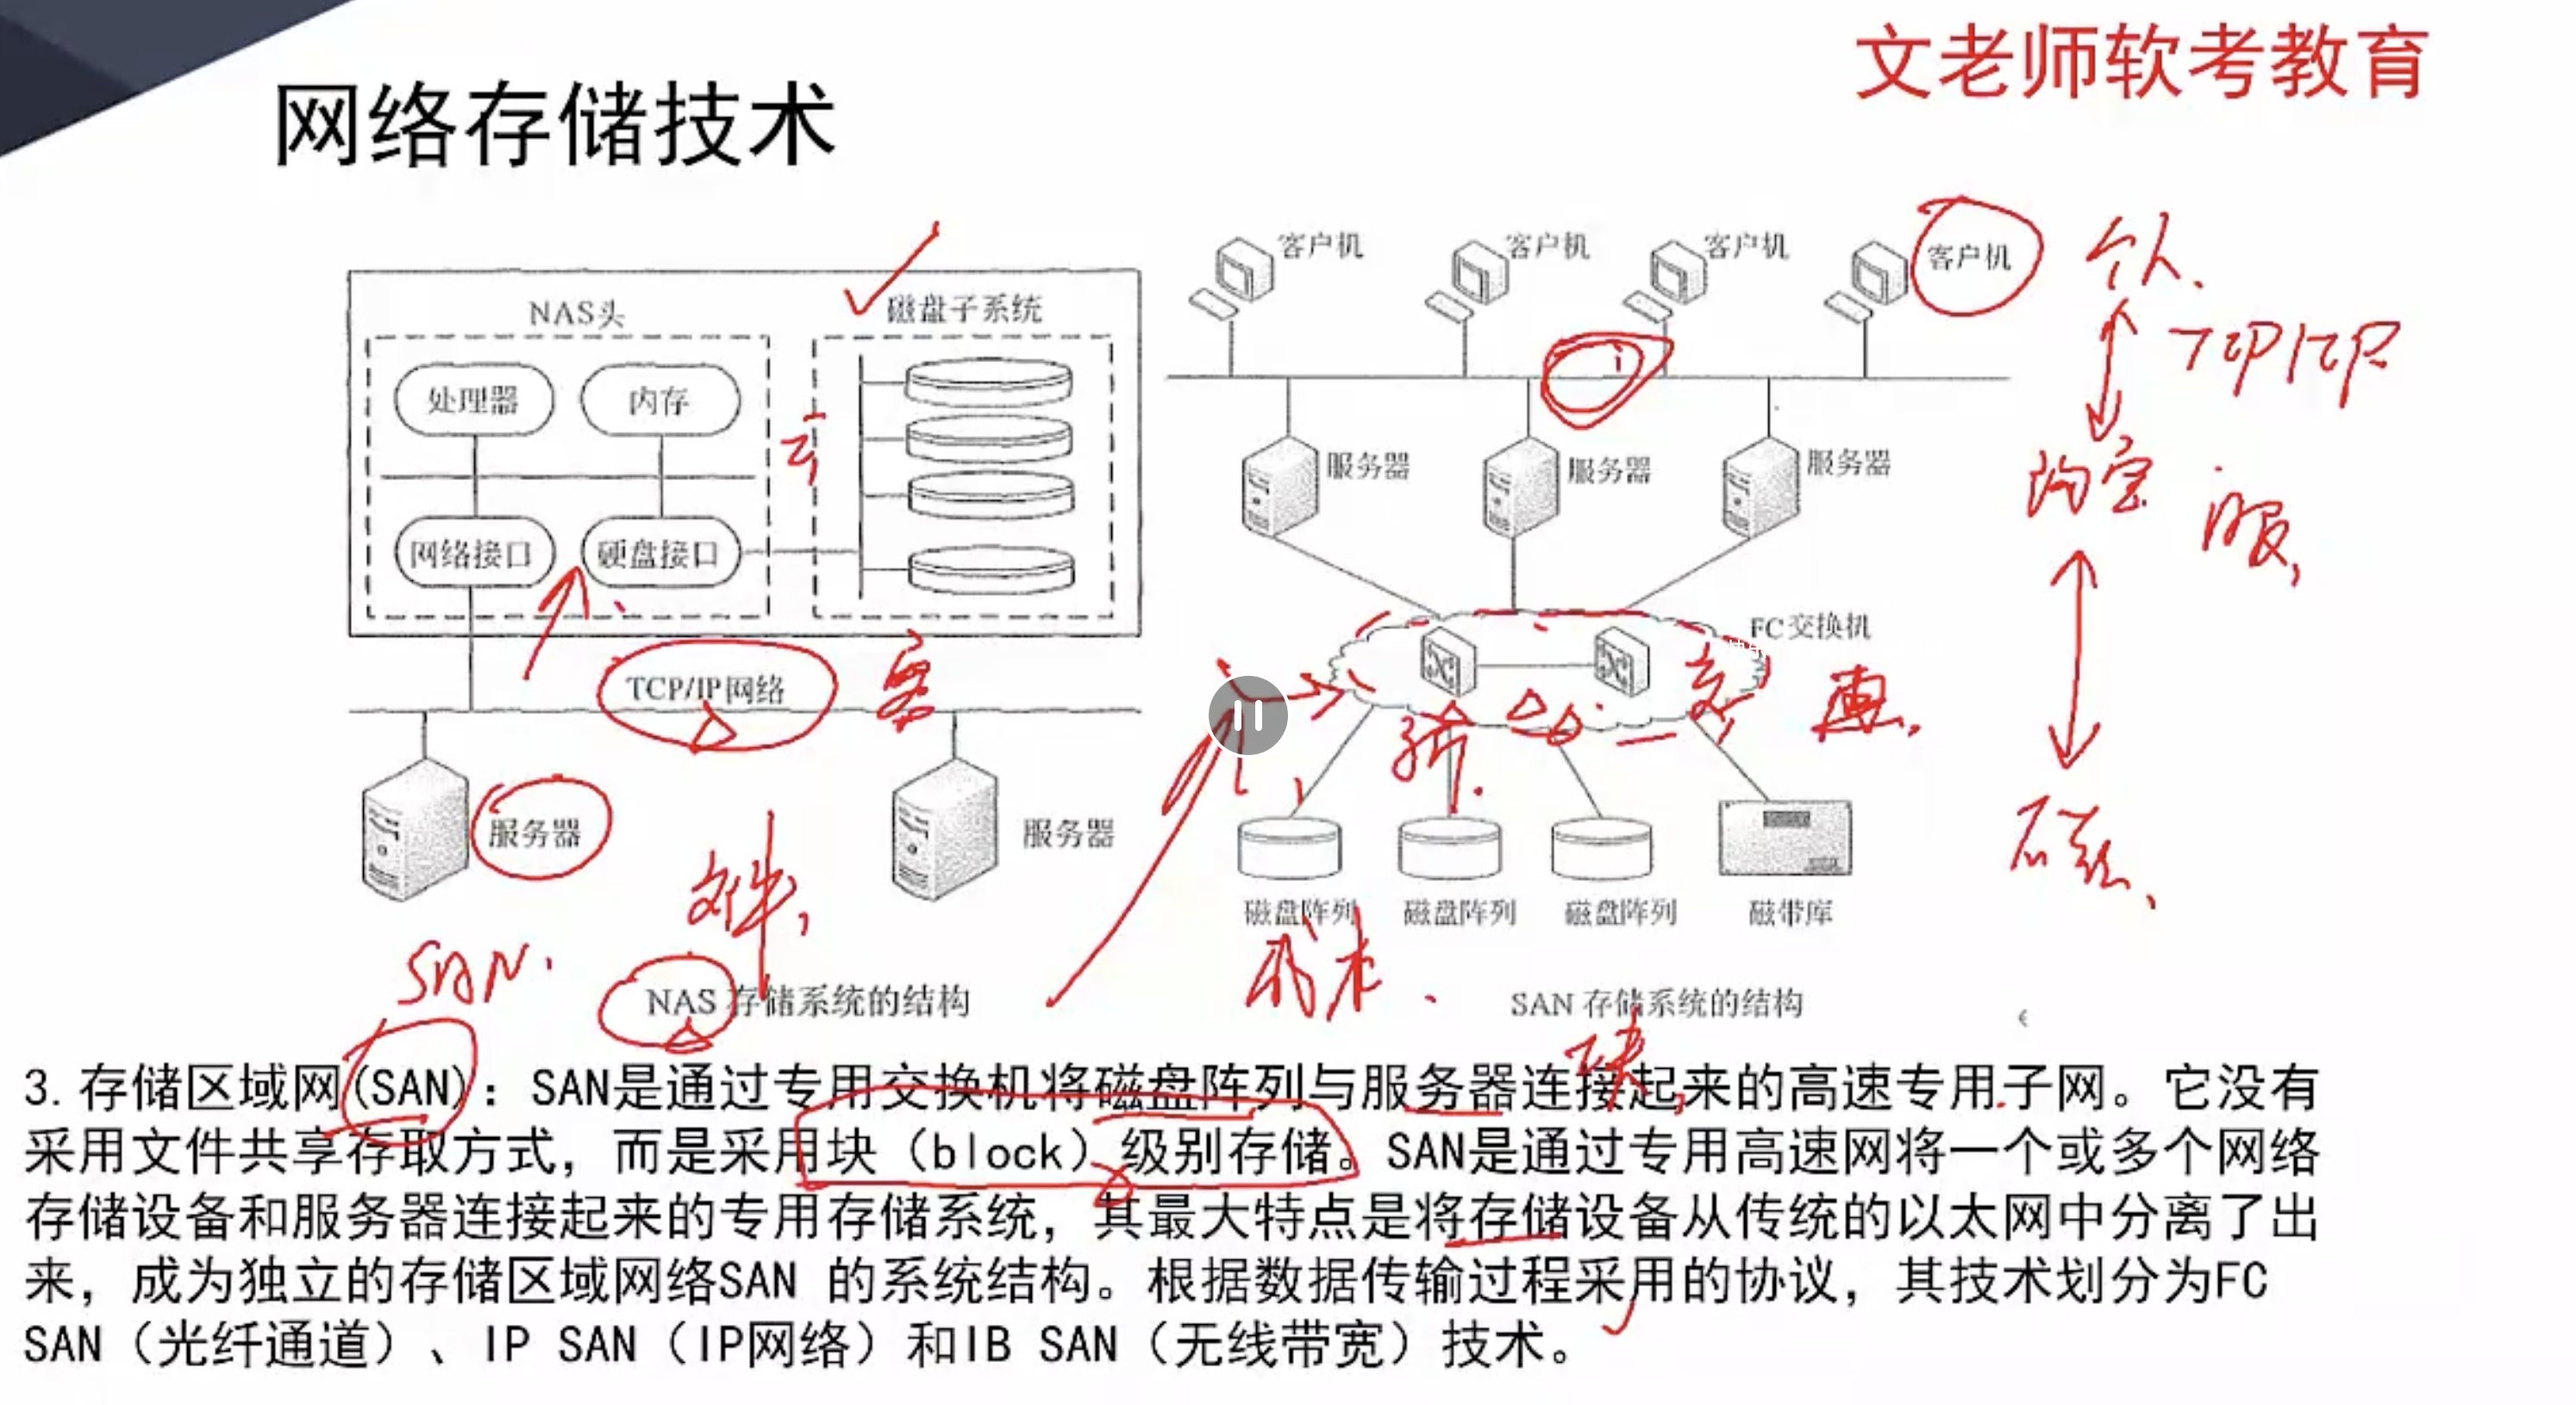 文老师软考教育
网络存储技术
NAS头
磁盘子系统
处理器
内存
网络接口
硬盘接口
TCP/IP网络
服务器
服务器
NAS 存储系统的结构
客户机
客户机
客户机
客户机
服务器
服务器
服务器
FC交换机
磁盘阵列
磁盘阵列
磁盘阵列
磁带库
SAN 存储系统的结构
个人
TCP/IP
服
文件
SAN
成本
块
3. 存储区域网(SAN)：SAN是通过专用交换机将磁盘阵列与服务器连接起来的高速专用子网。它没有
采用文件共享存取方式，而是采用块（block）级别存储。SAN是通过专用高速网将一个或多个网络
存储设备和服务器连接起来的专用存储系统，其最大特点是将存储设备从传统的以太网中分离了出
来，成为独立的存储区域网络SAN 的系统结构。根据数据传输过程采用的协议，其技术划分为FC
SAN（光纤通道）、IP SAN（IP网络）和IB SAN（无线带宽）技术。